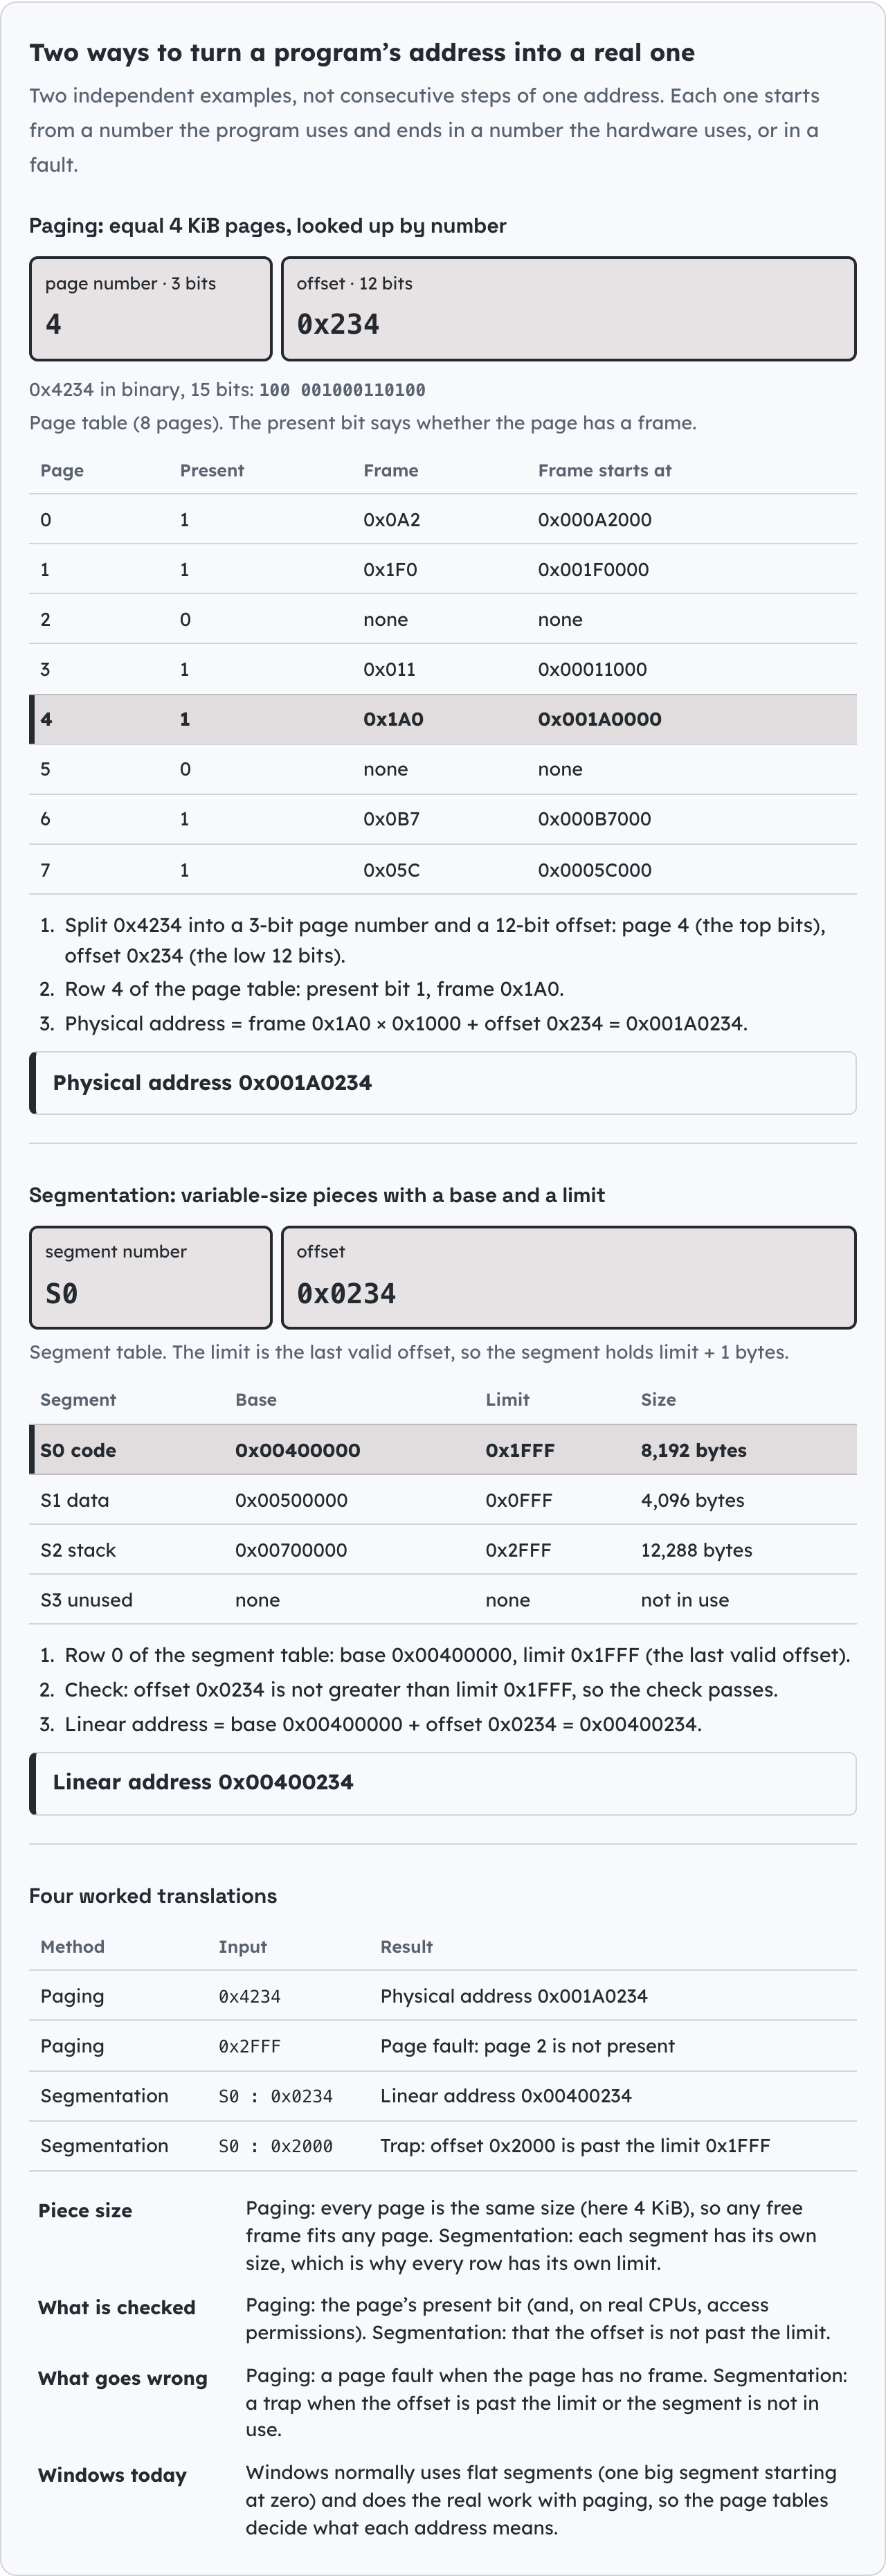 Two ways to turn a program’s address into a real one
Two independent examples, not consecutive steps of one address. Each one starts
from a number the program uses and ends in a number the hardware uses, or in a
fault.
Paging: equal 4 KiB pages, looked up by number
page number · 3 bits
4
offset · 12 bits
0x234
0x4234 in binary, 15 bits: 100 001000110100
Page table (8 pages). The present bit says whether the page has a frame.
Page Present Frame Frame starts at
0 1 0x0A2 0x000A2000
1 1 0x1F0 0x001F0000
2 0 none none
3 1 0x011 0x00011000
4 1 0x1A0 0x001A0000
5 0 none none
6 1 0x0B7 0x000B7000
7 1 0x05C 0x0005C000
1. Split 0x4234 into a 3-bit page number and a 12-bit offset: page 4 (the top bits),
offset 0x234 (the low 12 bits).
2. Row 4 of the page table: present bit 1, frame 0x1A0.
3. Physical address = frame 0x1A0 × 0x1000 + offset 0x234 = 0x001A0234.
Physical address 0x001A0234
Segmentation: variable-size pieces with a base and a limit
segment number
S0
offset
0x0234
Segment table. The limit is the last valid offset, so the segment holds limit + 1 bytes.
Segment Base Limit Size
S0 code 0x00400000 0x1FFF 8,192 bytes
S1 data 0x00500000 0x0FFF 4,096 bytes
S2 stack 0x00700000 0x2FFF 12,288 bytes
S3 unused none none not in use
1. Row 0 of the segment table: base 0x00400000, limit 0x1FFF (the last valid offset).
2. Check: offset 0x0234 is not greater than limit 0x1FFF, so the check passes.
3. Linear address = base 0x00400000 + offset 0x0234 = 0x00400234.
Linear address 0x00400234
Four worked translations
Method Input Result
Paging 0x4234 Physical address 0x001A0234
Paging 0x2FFF Page fault: page 2 is not present
Segmentation S0 : 0x0234 Linear address 0x00400234
Segmentation S0 : 0x2000 Trap: offset 0x2000 is past the limit 0x1FFF
Piece size Paging: every page is the same size (here 4 KiB), so any free
frame fits any page. Segmentation: each segment has its own
size, which is why every row has its own limit.
What is checked Paging: the page’s present bit (and, on real CPUs, access
permissions). Segmentation: that the offset is not past the limit.
What goes wrong Paging: a page fault when the page has no frame. Segmentation:
a trap when the offset is past the limit or the segment is not in
use.
Windows today Windows normally uses flat segments (one big segment starting
at zero) and does the real work with paging, so the page tables
decide what each address means.